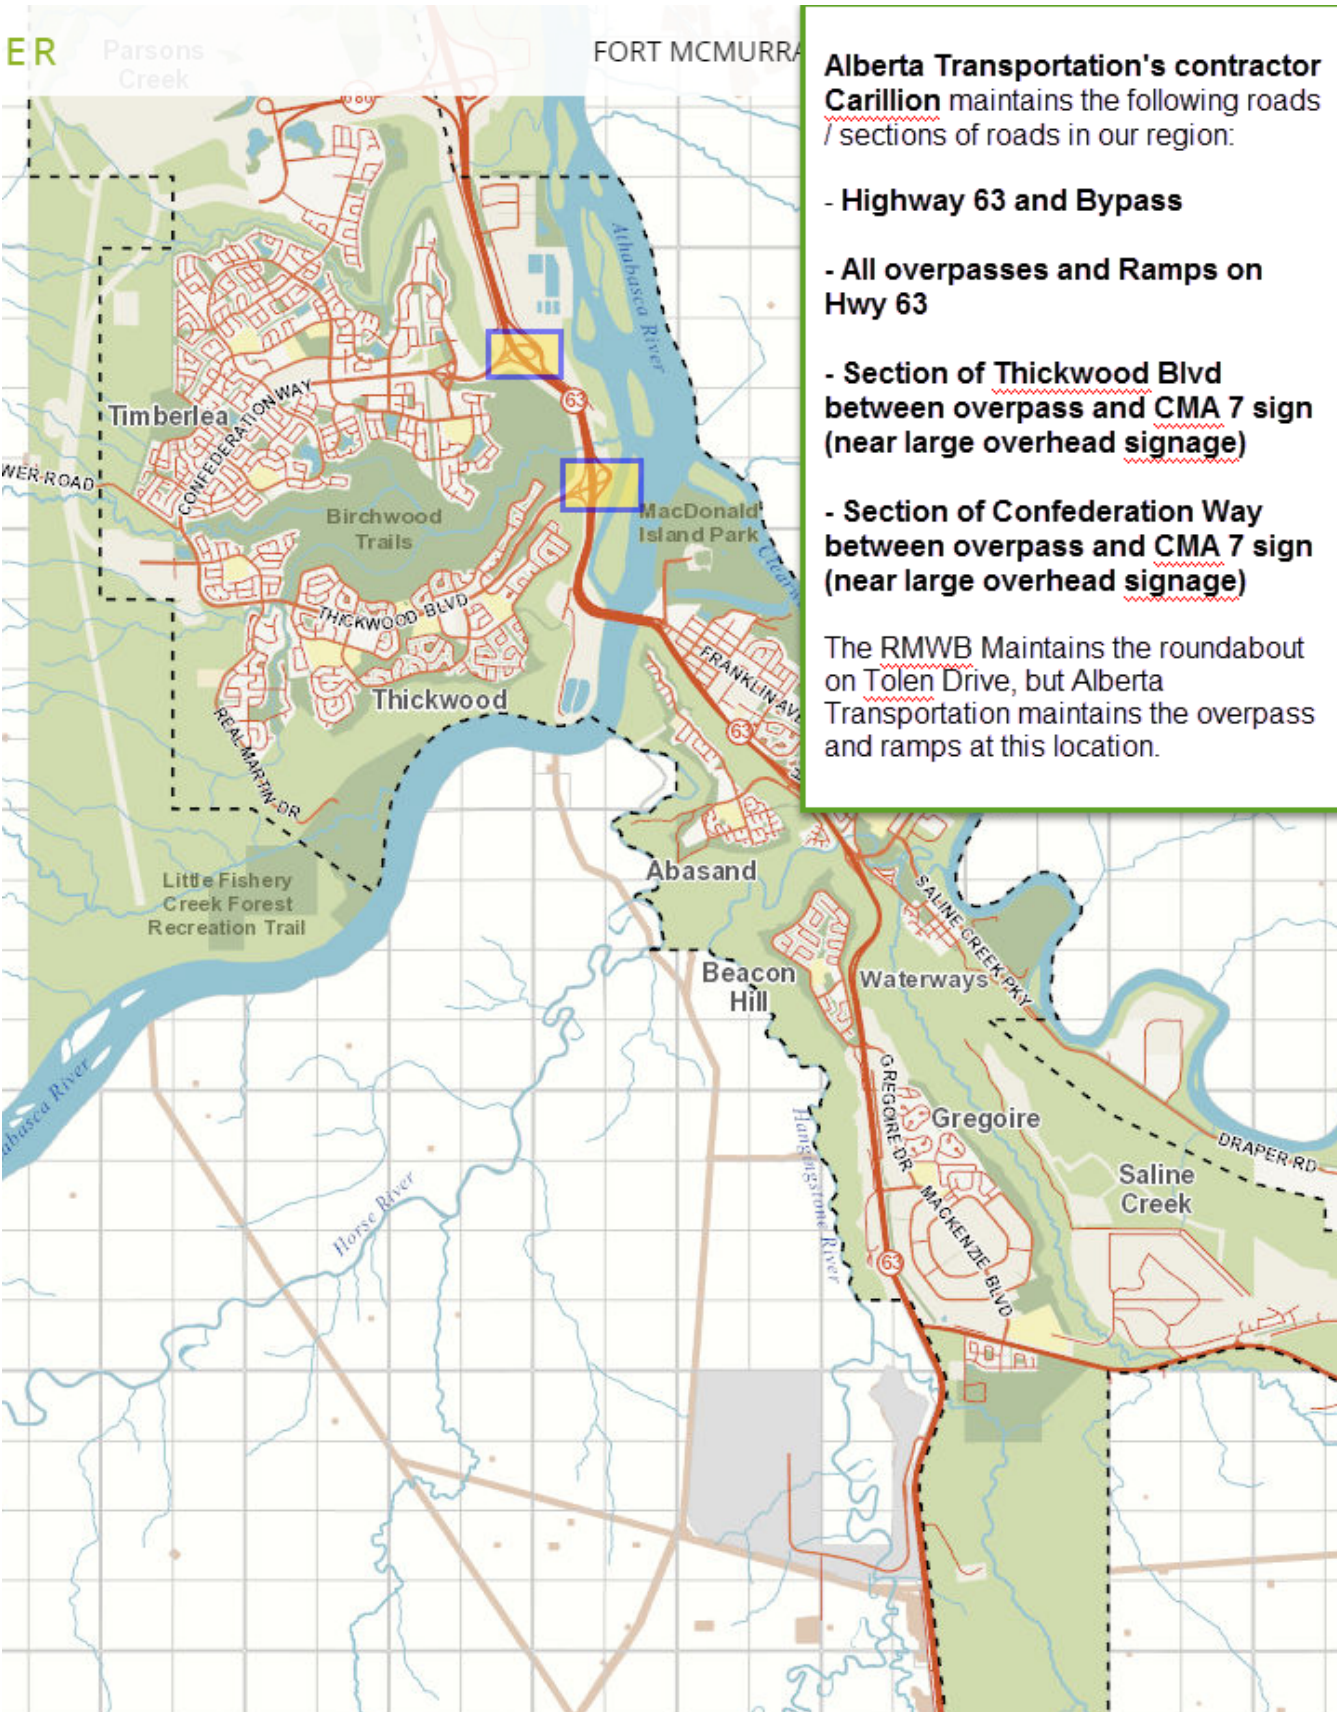 ER
Parsons
Creek
FORT MCMURRA
Alberta Transportation's contractor
Carillion maintains the following roads
/ sections of roads in our region:
- Highway 63 and Bypass
- All overpasses and Ramps on
Hwy 63
- Section of Thickwood Blvd
between overpass and CMA 7 sign
(near large overhead signage)
- Section of Confederation Way
between overpass and CMA 7 sign
(near large overhead signage)
The RMWB Maintains the roundabout
on Tolen Drive, but Alberta
Transportation maintains the overpass
and ramps at this location.
Athabasca River
63
Timberlea
CONFEDERATION WAY
WER ROAD
Birchwood
Trails
MacDonald
Island Park
Clearw
THICKWOOD BLVD
Thickwood
FRANKLIN AVE
63
REAL MARTIN DR
Abasand
Little Fishery
Creek Forest
Recreation Trail
SALINE CREEK PKY
Beacon
Hill
Waterways
abasca River
GREGOIRE DR
Gregoire
Hangingstone River
DRAPER RD
Saline
Creek
Horse River
MACKENZIE BLVD
63